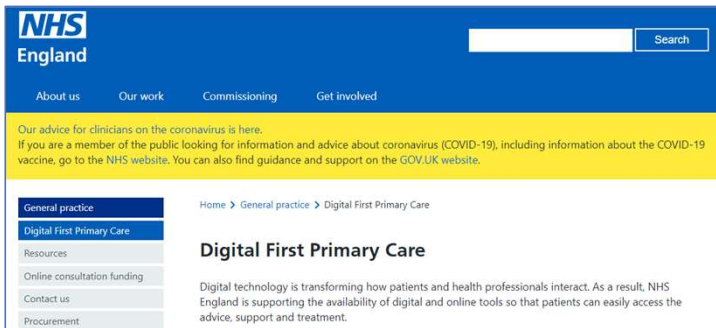 NHS
England
Search
About us Our work Commissioning Get involved
Our advice for clinicians on the coronavirus is here.
If you are a member of the public looking for information and advice about coronavirus (COVID-19), including information about the COVID-19
vaccine, go to the NHS website. You can also find guidance and support on the GOV.UK website.
General practice
Digital First Primary Care
Resources
Online consultation funding
Contact us
Procurement
Home > General practice > Digital First Primary Care
Digital First Primary Care
Digital technology is transforming how patients and health professionals interact. As a result, NHS
England is supporting the availability of digital and online tools so that patients can easily access the
advice, support and treatment.